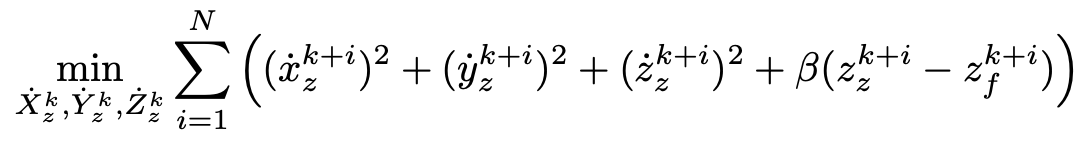 \min_{\dot{X}_z^k, \dot{Y}_z^k, \dot{Z}_z^k} \sum_{i=1}^{N} \left( (\dot{x}_z^{k+i})^2 + (\dot{y}_z^{k+i})^2 + (\dot{z}_z^{k+i})^2 + \beta(z_z^{k+i} - z_f^{k+i}) \right)